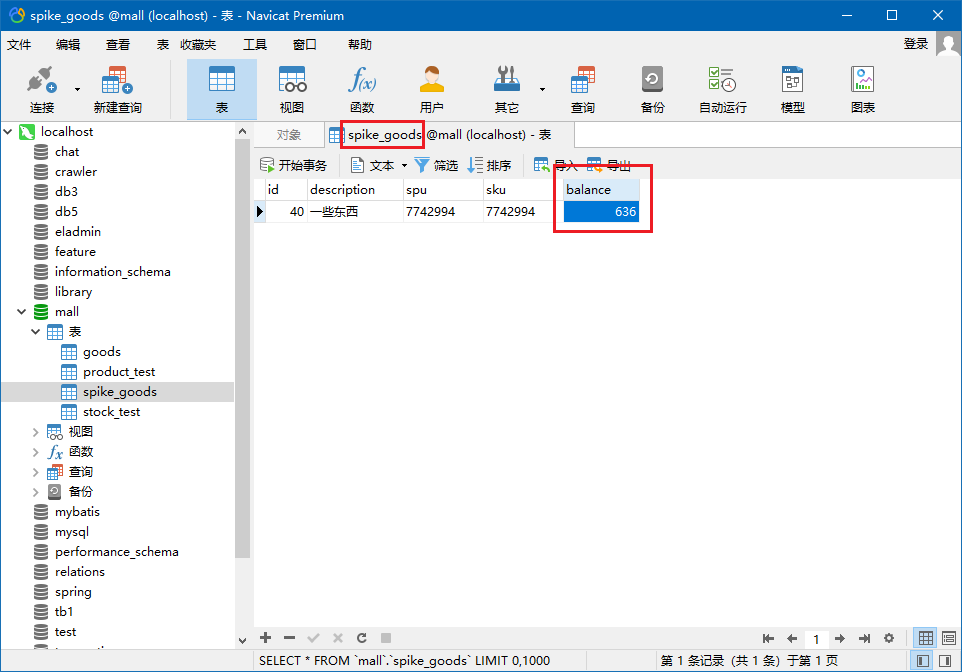 spike_goods @mall (localhost) - 表 - Navicat Premium
文件 编辑 查看 表 收藏夹 工具 窗口 帮助 登录
连接 新建查询 表 视图 函数 用户 其它 查询 备份 自动运行 模型 图表
localhost
chat
crawler
db3
db5
eladmin
feature
information_schema
library
mall
表
goods
product_test
spike_goods
stock_test
视图
函数
查询
备份
mybatis
mysql
performance_schema
relations
spring
tb1
test
对象 spike_goods @mall (localhost) - 表
开始事务 文本 筛选 排序 导入 导出
id description spu sku balance
40 一些东西 7742994 7742994 636
1
SELECT * FROM `mall`.`spike_goods` LIMIT 0,1000 第 1 条记录（共 1 条）于第 1 页